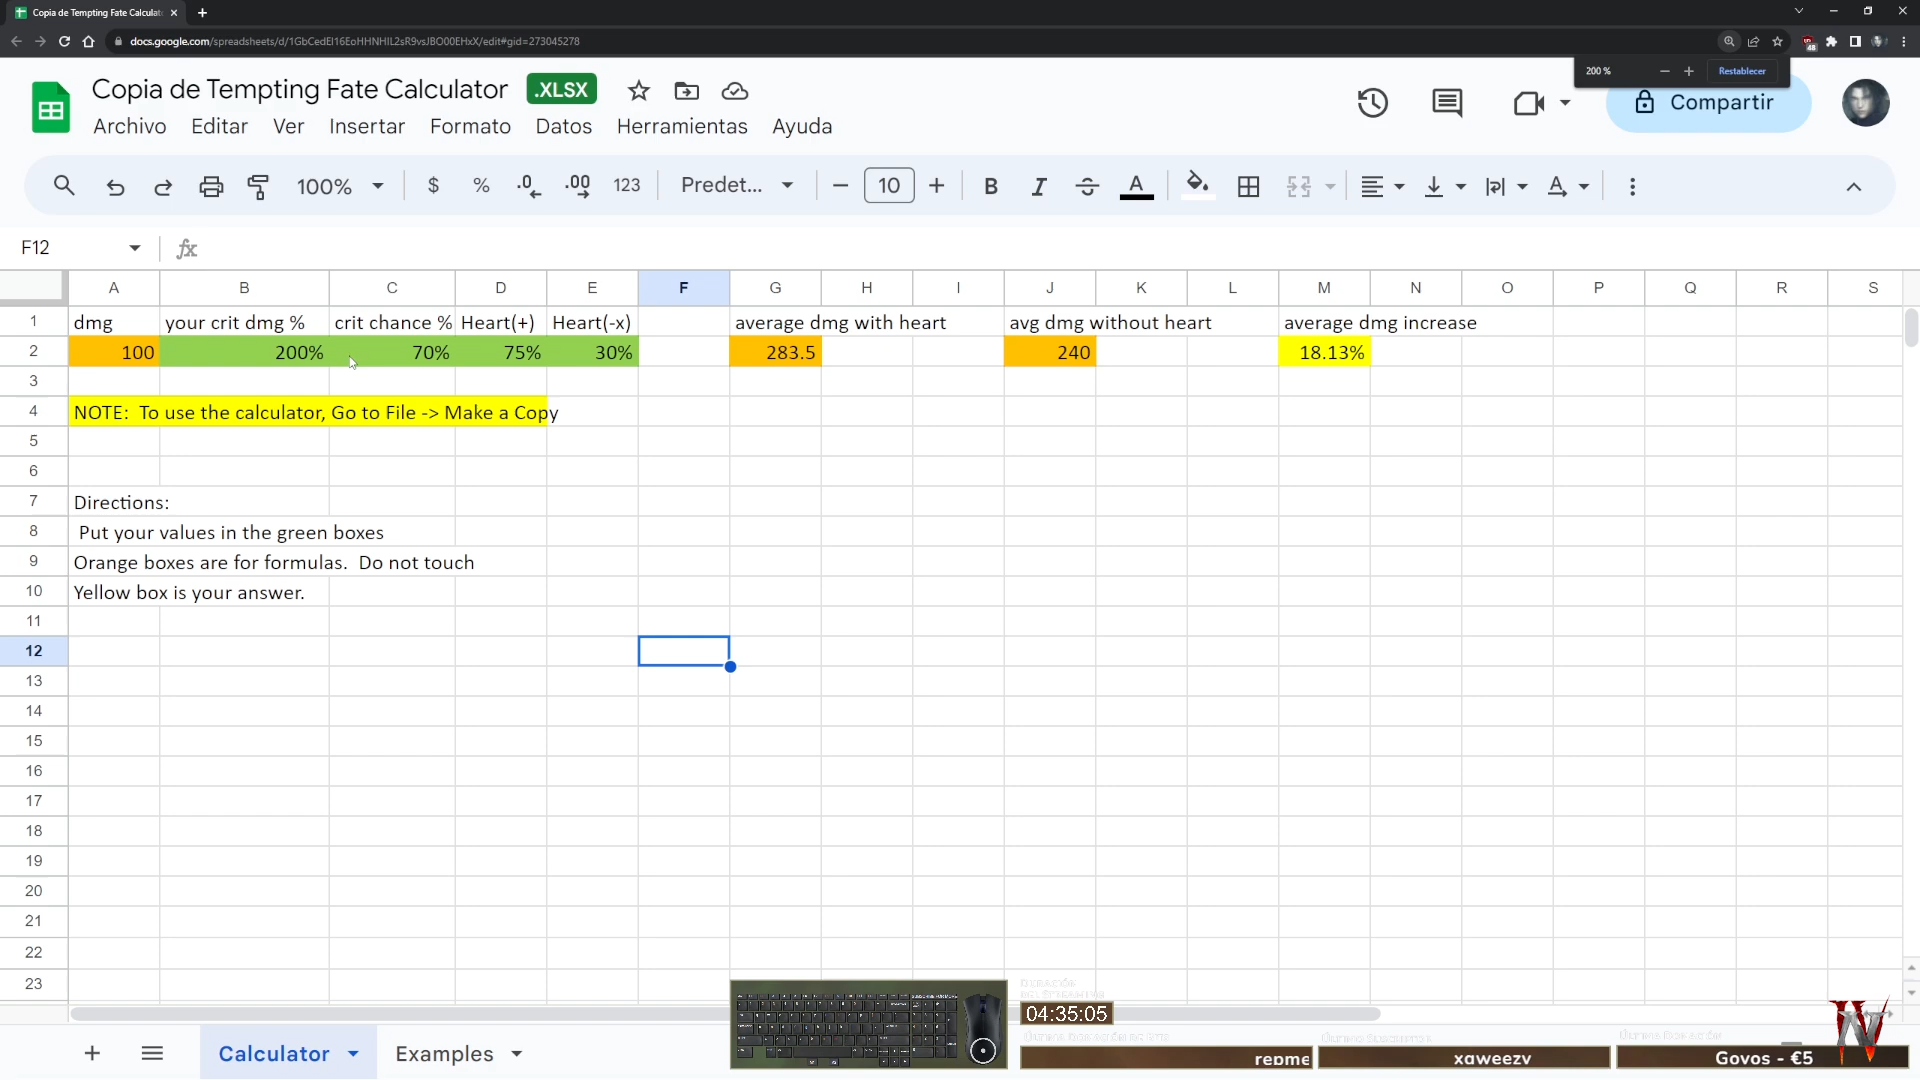 Copia de Tempting Fate Calculat
docs.google.com/spreadsheets/d/1GbCedEI16EoHHNHIL2sR9vsJBO00EHxX/edit#gid=273045278
48
200 %
Restablecer
Copia de Tempting Fate Calculator
.XLSX
Compartir
Archivo Editar Ver Insertar Formato Datos Herramientas Ayuda
100% $ % .0 .00 123 Predet... 10 B I A
F12
A B C D E F G H I J K L M N O P Q R S
1 dmg your crit dmg % crit chance % Heart(+) Heart(-x) average dmg with heart avg dmg without heart average dmg increase
2 100 200% 70% 75% 30% 283.5 240 18.13%
3
4 NOTE: To use the calculator, Go to File -> Make a Copy
5
6
7 Directions:
8 Put your values in the green boxes
9 Orange boxes are for formulas. Do not touch
10 Yellow box is your answer.
11
12
13
14
15
16
17
18
19
20
21
22
23
04:35:05
repme
xaweezv
Govos - €5
Calculator
Examples